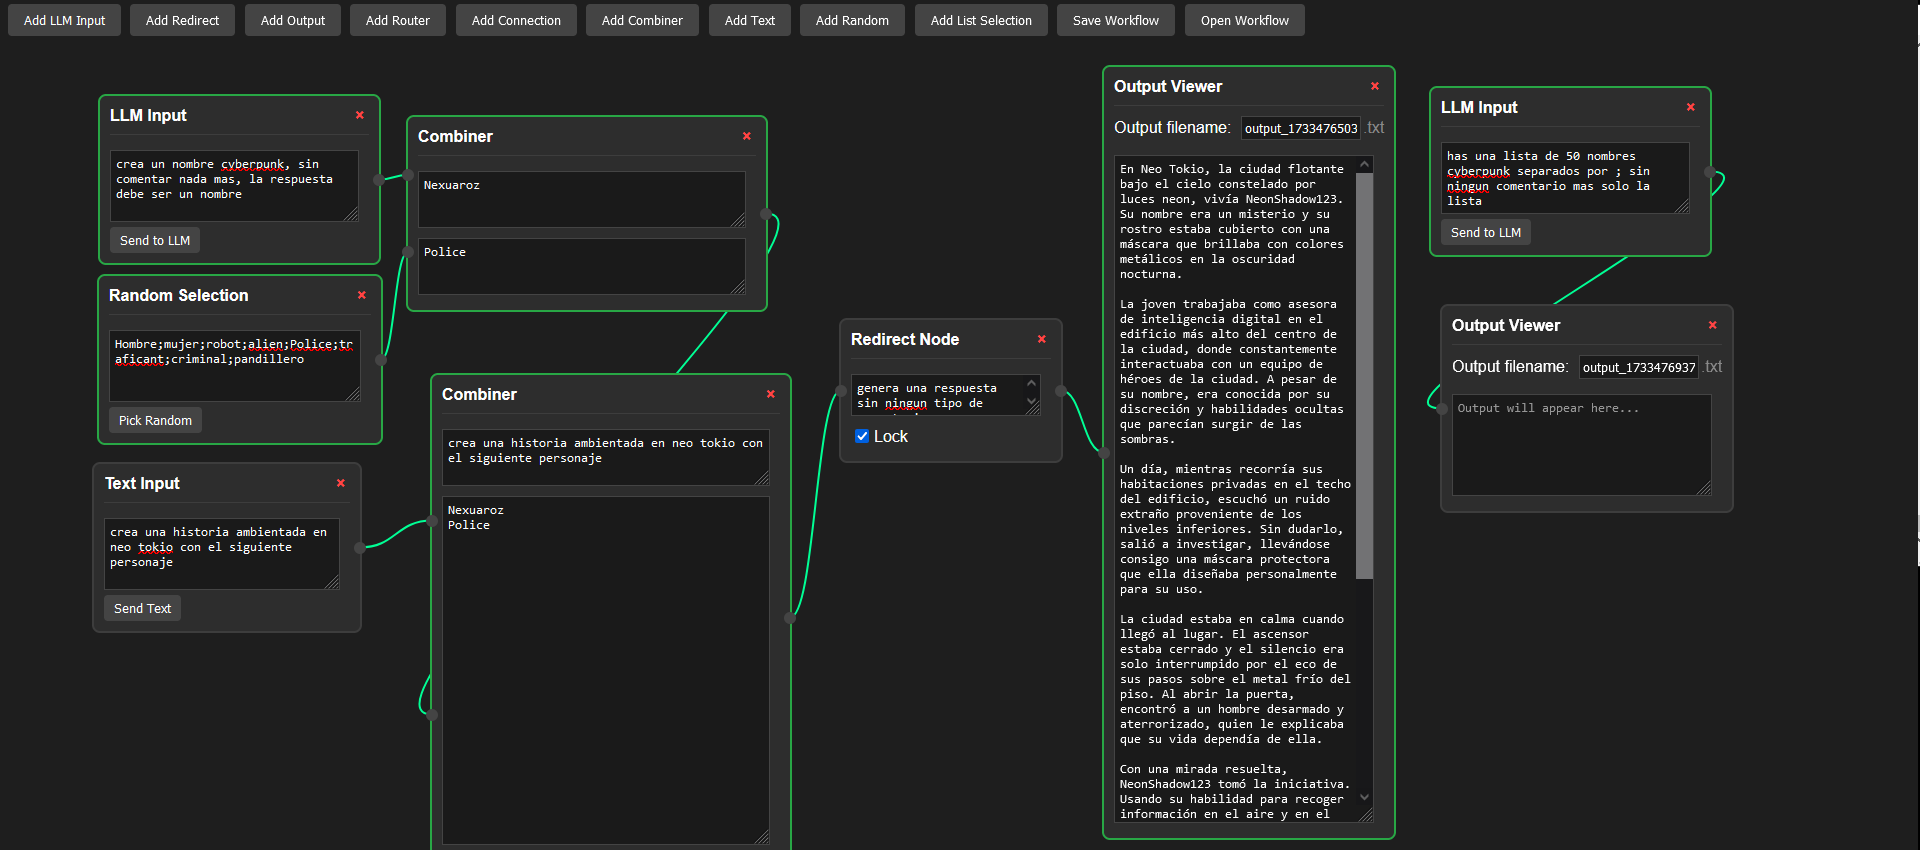 Add LLM Input
Add Redirect
Add Output
Add Router
Add Connection
Add Combiner
Add Text
Add Random
Add List Selection
Save Workflow
Open Workflow
LLM Input
crea un nombre cyberpunk, sin
comentar nada mas, la respuesta
debe ser un nombre
Send to LLM
Random Selection
Hombre;mujer;robot;alien;Police;tr
aficant;criminal;pandillero
Pick Random
Text Input
crea una historia ambientada en
neo tokio con el siguiente
personaje
Send Text
Combiner
Nexuaroz
Police
Combiner
crea una historia ambientada en neo tokio con
el siguiente personaje
Nexuaroz
Police
Redirect Node
genera una respuesta
sin ningun tipo de
Lock
Output Viewer
Output filename: output_1733476503 .txt
En Neo Tokio, la ciudad flotante
bajo el cielo constelado por
luces neon, vivía NeonShadow123.
Su nombre era un misterio y su
rostro estaba cubierto con una
máscara que brillaba con colores
metálicos en la oscuridad
nocturna.
La joven trabajaba como asesora
de inteligencia digital en el
edificio más alto del centro de
la ciudad, donde constantemente
interactuaba con un equipo de
héroes de la ciudad. A pesar de
su nombre, era conocida por su
discreción y habilidades ocultas
que parecían surgir de las
sombras.
Un día, mientras recorría sus
habitaciones privadas en el techo
del edificio, escuchó un ruido
extraño proveniente de los
niveles inferiores. Sin dudarlo,
salió a investigar, llevándose
consigo una máscara protectora
que ella diseñaba personalmente
para su uso.
La ciudad estaba en calma cuando
llegó al lugar. El ascensor
estaba cerrado y el silencio era
solo interrumpido por el eco de
sus pasos sobre el metal frío del
piso. Al abrir la puerta,
encontró a un hombre desarmado y
aterrorizado, quien le explicaba
que su vida dependía de ella.
Con una mirada resuelta,
NeonShadow123 tomó la iniciativa.
Usando su habilidad para recoger
información en el aire y en el
LLM Input
has una lista de 50 nombres
cyberpunk separados por ; sin
ningun comentario mas solo la
lista
Send to LLM
Output Viewer
Output filename: output_1733476937 .txt
Output will appear here...